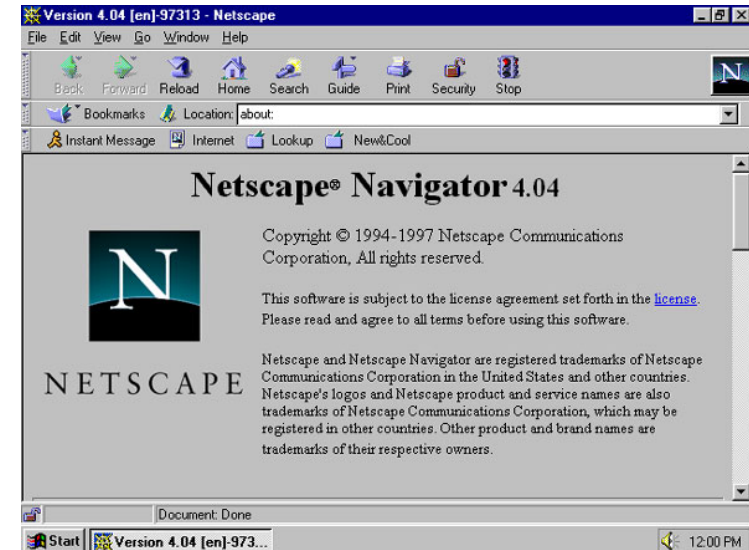 Version 4.04 [en]-97313 - Netscape
File Edit View Go Window Help
Back Forward Reload Home Search Guide Print Security Stop
N
Bookmarks Location: about:
Instant Message Internet Lookup New&Cool
Netscape® Navigator 4.04
N
NETSCAPE
Copyright © 1994-1997 Netscape Communications
Corporation, All rights reserved.
This software is subject to the license agreement set forth in the license.
Please read and agree to all terms before using this software.
Netscape and Netscape Navigator are registered trademarks of Netscape
Communications Corporation in the United States and other countries.
Netscape's logos and Netscape product and service names are also
trademarks of Netscape Communications Corporation, which may be
registered in other countries. Other product and brand names are
trademarks of their respective owners.
Document: Done
Start Version 4.04 [en]-973... 12:00 PM